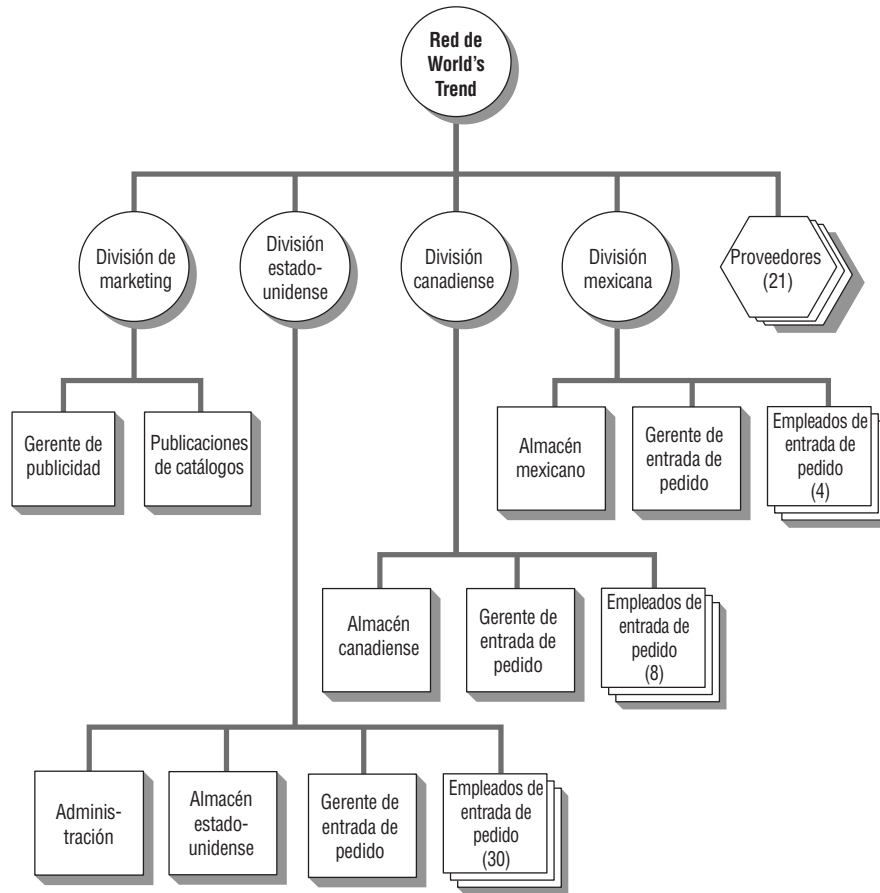 Red de
World's
Trend
División de
marketing
División
estado-
unidense
División
canadiense
División
mexicana
Proveedores
(21)
Gerente de
publicidad
Publicaciones
de catálogos
Almacén
mexicano
Gerente de
entrada de
pedido
Empleados de
entrada de
pedido
(4)
Almacén
canadiense
Gerente de
entrada de
pedido
Empleados de
entrada de
pedido
(8)
Adminis-
tración
Almacén
estado-
unidense
Gerente de
entrada de
pedido
Empleados de
entrada de
pedido
(30)